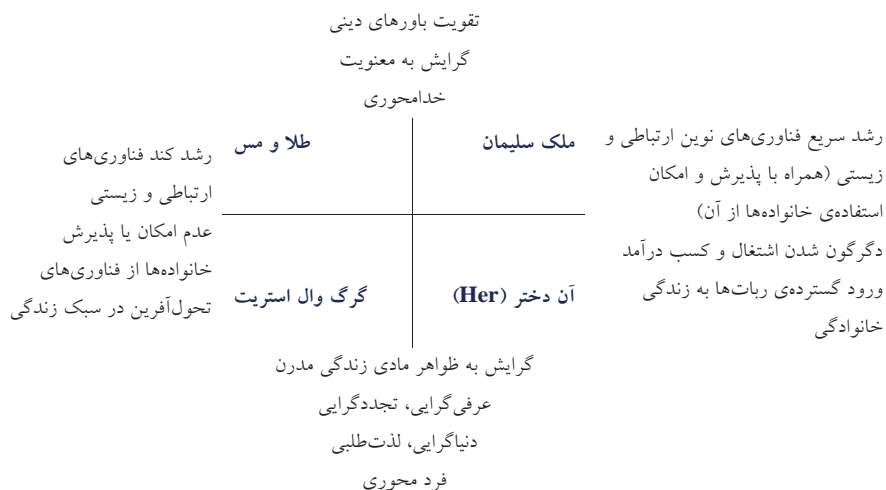 تقویت باورهای دینی
گرایش به معنویت
خدامحوری
رشد سریع فناوری‌های نوین ارتباطی و
زیستی (همراه با پذیرش و امکان
استفاده‌ی خانواده‌ها از آن)
دگرگون شدن اشتغال و کسب درآمد
ورود گسترده‌ی ربات‌ها به زندگی
خانوادگی
ملک سلیمان
طلا و مس
رشد کند فناوری‌های
ارتباطی و زیستی
عدم امکان یا پذیرش
خانواده‌ها از فناوری‌های
تحول‌آفرین در سبک زندگی
آن دختر (Her)
گرگ وال استریت
گرایش به ظواهر مادی زندگی مدرن
عرفی‌گرایی، تجددگرایی
دنیاگرایی، لذت‌طلبی
فرد محوری